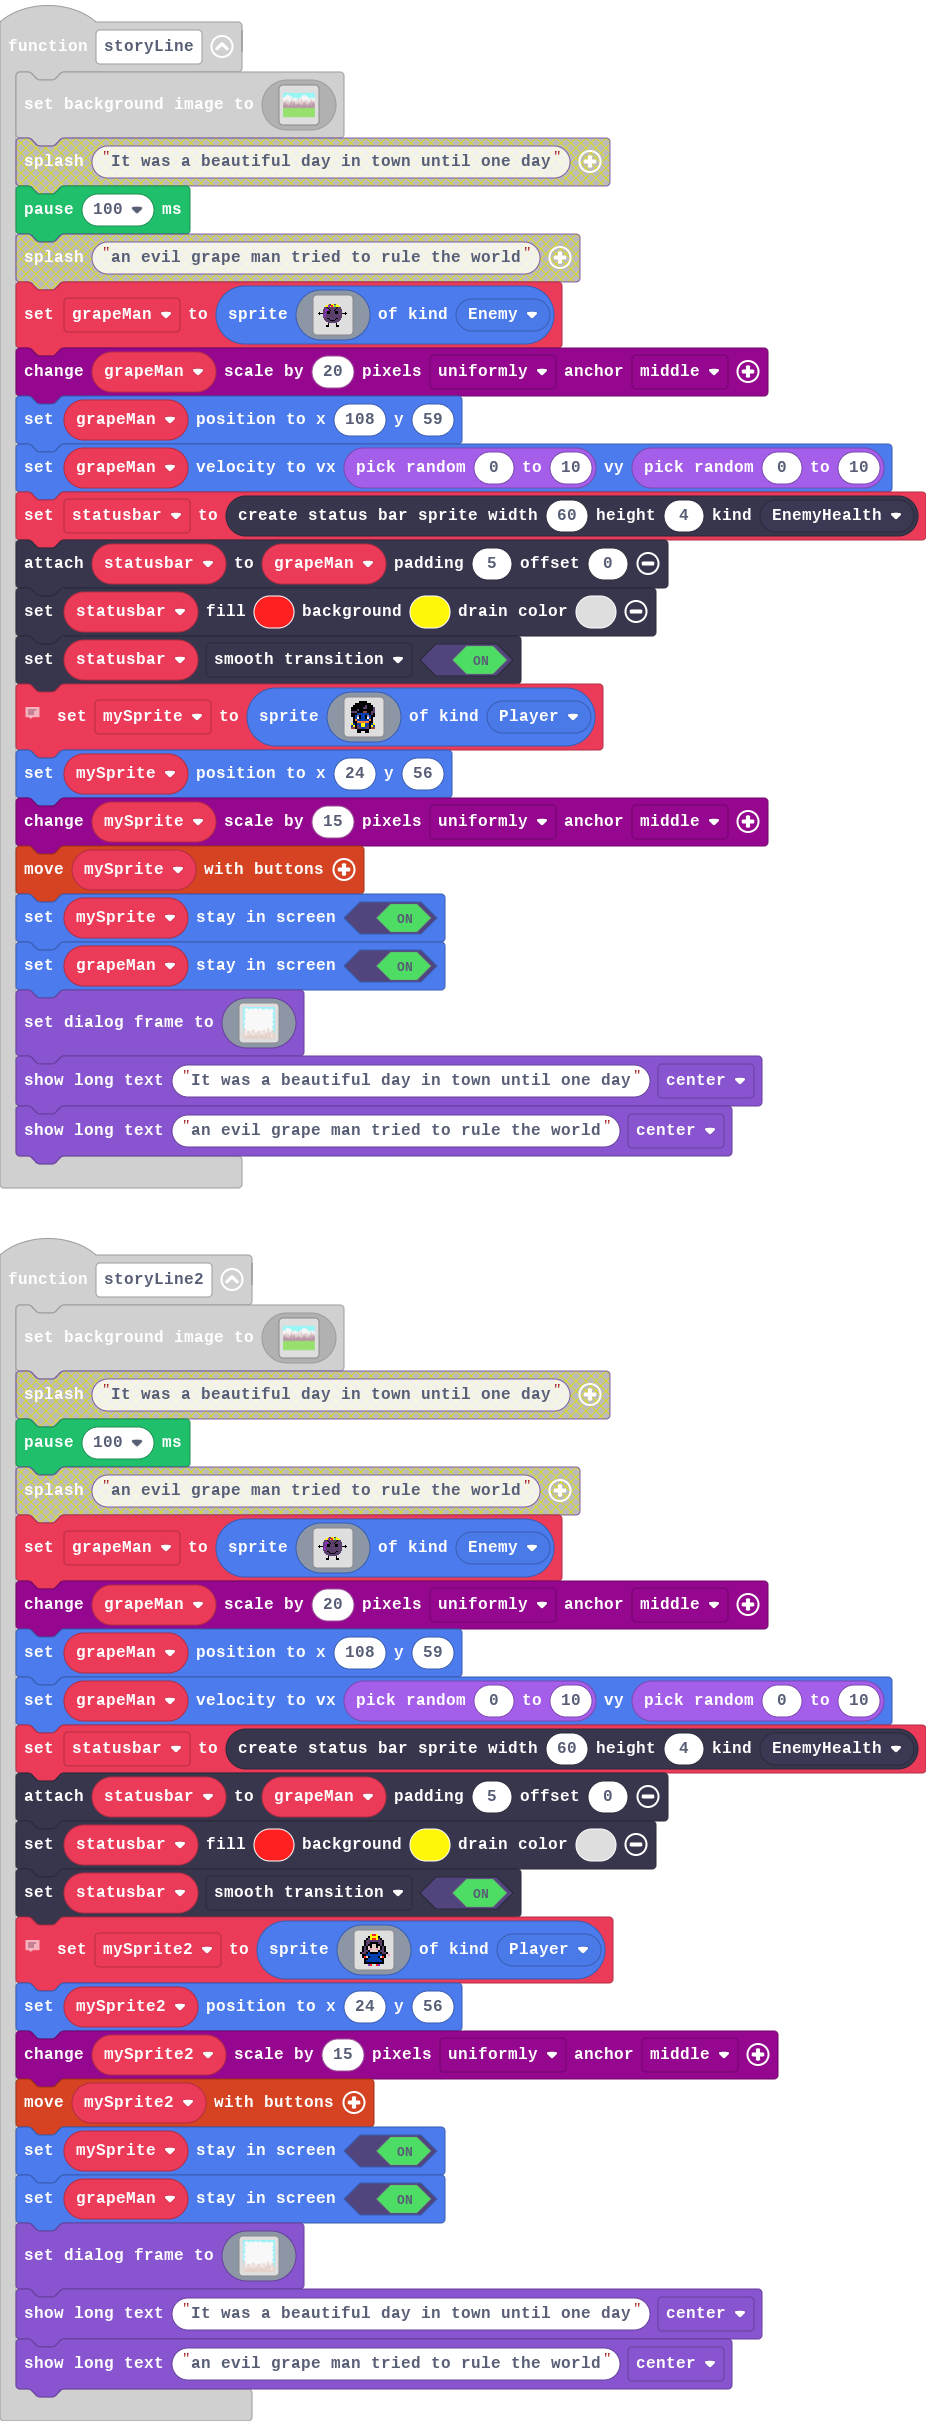 function storyLine
set background image to
splash "It was a beautiful day in town until one day"
pause 100 ms
splash "an evil grape man tried to rule the world"
set grapeMan to sprite of kind Enemy
change grapeMan scale by 20 pixels uniformly anchor middle
set grapeMan position to x 108 y 59
set grapeMan velocity to vx pick random 0 to 10 vy pick random 0 to 10
set statusbar to create status bar sprite width 60 height 4 kind EnemyHealth
attach statusbar to grapeMan padding 5 offset 0
set statusbar fill background drain color
set statusbar smooth transition ON
set mySprite to sprite of kind Player
set mySprite position to x 24 y 56
change mySprite scale by 15 pixels uniformly anchor middle
move mySprite with buttons
set mySprite stay in screen ON
set grapeMan stay in screen ON
set dialog frame to
show long text "It was a beautiful day in town until one day" center
show long text "an evil grape man tried to rule the world" center
function storyLine2
set background image to
splash "It was a beautiful day in town until one day"
pause 100 ms
splash "an evil grape man tried to rule the world"
set grapeMan to sprite of kind Enemy
change grapeMan scale by 20 pixels uniformly anchor middle
set grapeMan position to x 108 y 59
set grapeMan velocity to vx pick random 0 to 10 vy pick random 0 to 10
set statusbar to create status bar sprite width 60 height 4 kind EnemyHealth
attach statusbar to grapeMan padding 5 offset 0
set statusbar fill background drain color
set statusbar smooth transition ON
set mySprite2 to sprite of kind Player
set mySprite2 position to x 24 y 56
change mySprite2 scale by 15 pixels uniformly anchor middle
move mySprite2 with buttons
set mySprite stay in screen ON
set grapeMan stay in screen ON
set dialog frame to
show long text "It was a beautiful day in town until one day" center
show long text "an evil grape man tried to rule the world" center